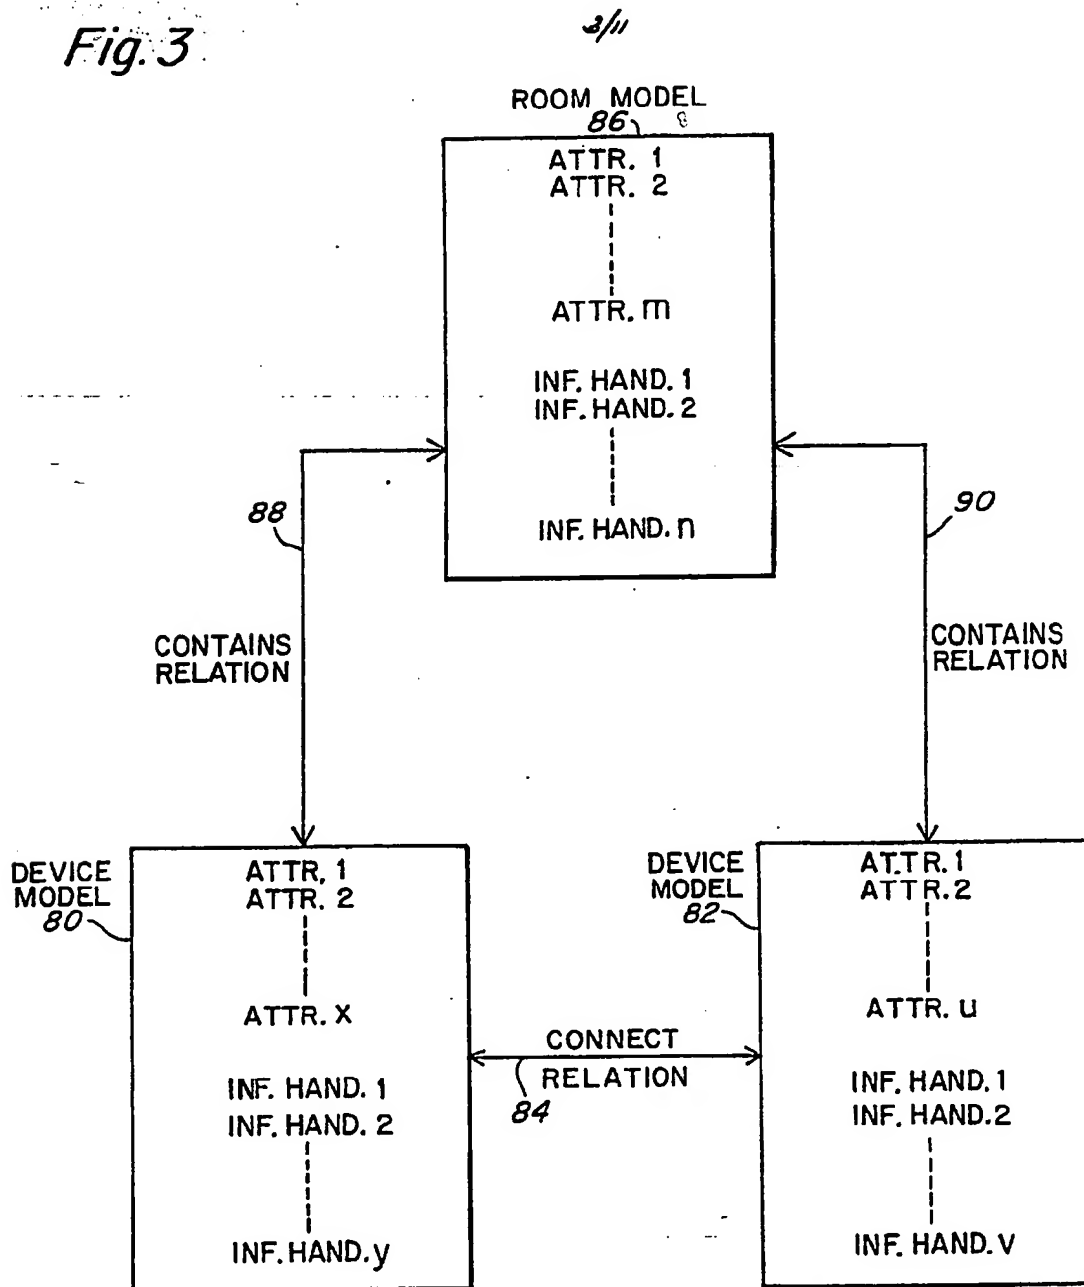 Fig. 3
3/11
ROOM MODEL
86
ATTR. 1
ATTR. 2
ATTR. m
INF. HAND. 1
INF. HAND. 2
INF. HAND. n
88
90
CONTAINS
RELATION
CONTAINS
RELATION
DEVICE
MODEL
80
ATTR. 1
ATTR. 2
ATTR. x
INF. HAND. 1
INF. HAND. 2
INF. HAND. y
CONNECT
RELATION
84
DEVICE
MODEL
82
ATTR. 1
ATTR. 2
ATTR. u
INF. HAND. 1
INF. HAND. 2
INF. HAND. v